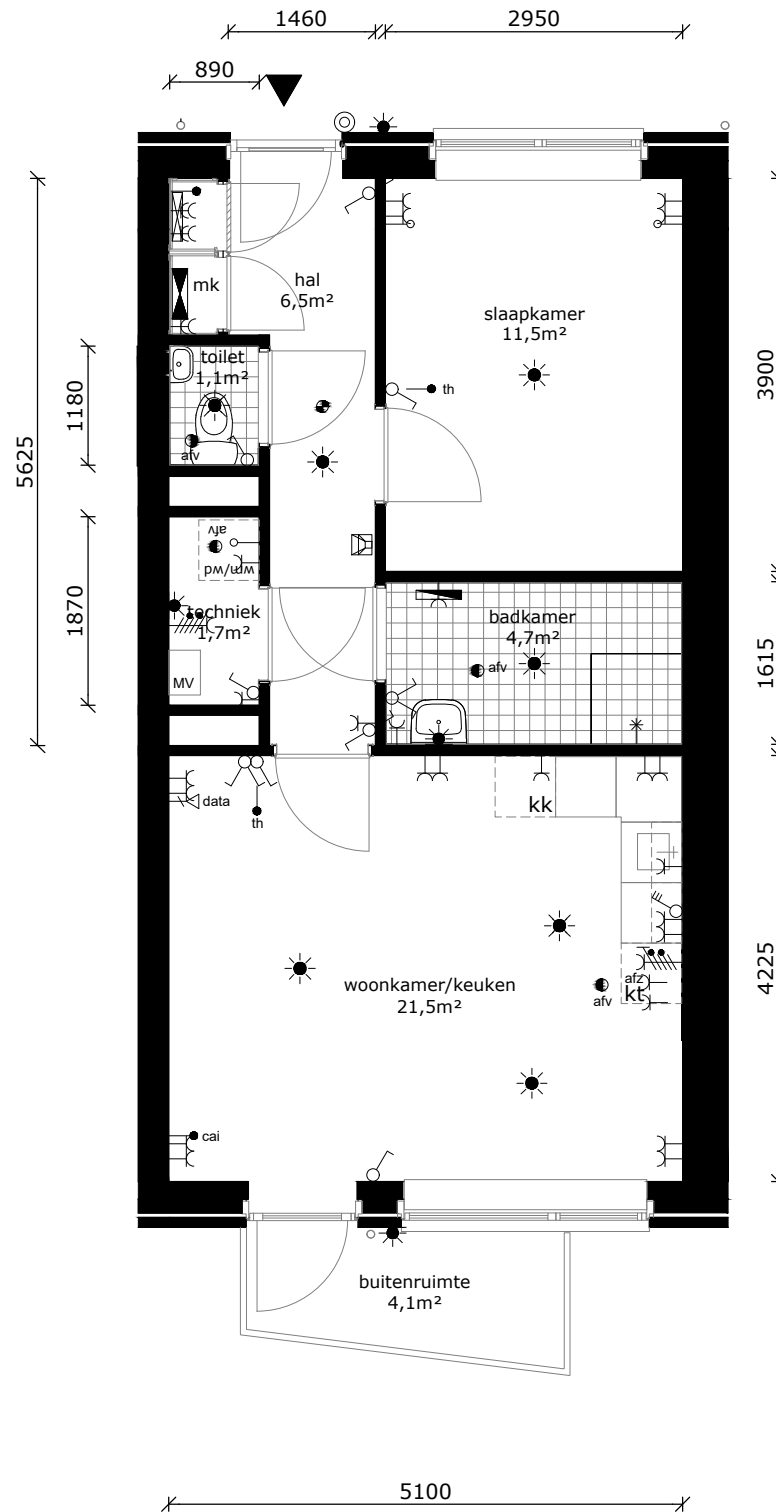 1460
2950
890
mk
hal
6,5m²
slaapkamer
11,5m²
3900
toilet
1,1m²
th
1180
afv
5625
afv
wm/wd
techniek
1,7m²
1870
badkamer
4,7m²
afv
1615
MV
data
th
kk
woonkamer/keuken
21,5m²
afz
kt
afv
4225
cai
buitenruimte
4,1m²
5100